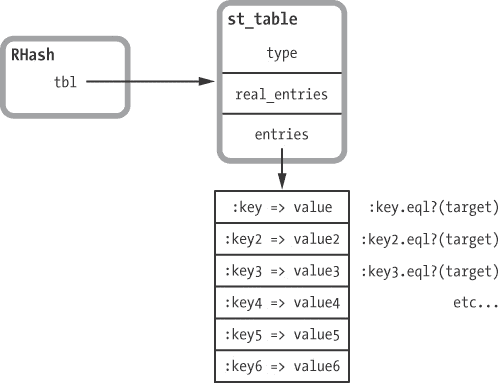 RHash
tbl
st_table
type
real_entries
entries
:key => value :key.eql?(target)
:key2 => value2 :key2.eql?(target)
:key3 => value3 :key3.eql?(target)
:key4 => value4 etc...
:key5 => value5
:key6 => value6